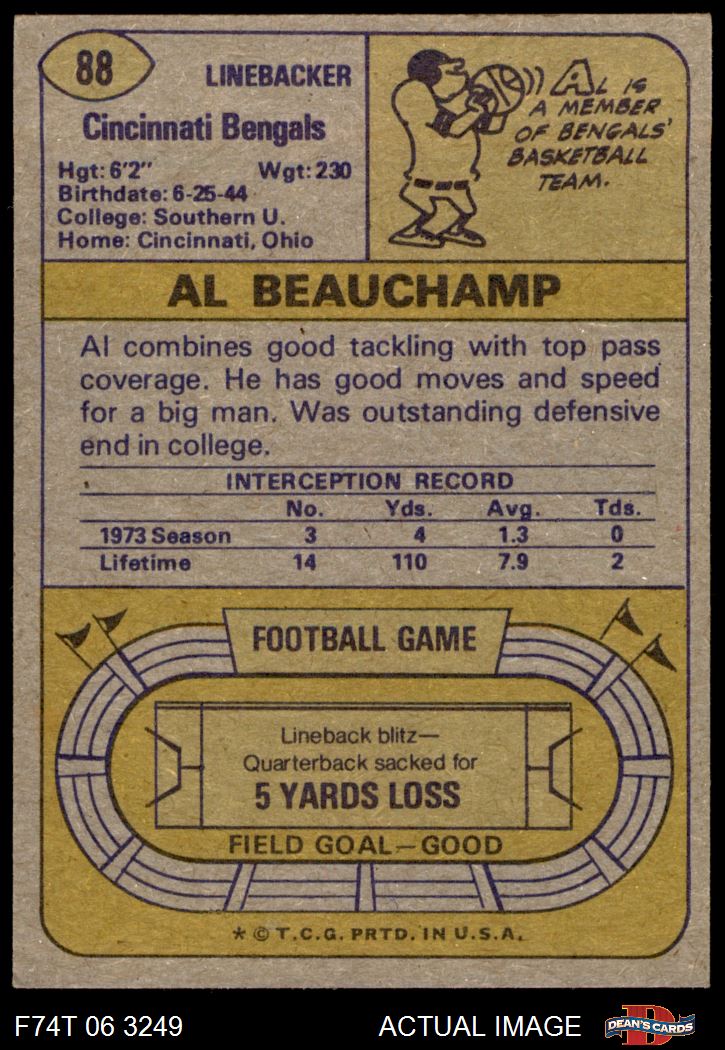 88
LINEBACKER
Cincinnati Bengals
Hgt: 6'2" Wgt: 230
Birthdate: 6-25-44
College: Southern U.
Home: Cincinnati, Ohio
AL IS
A MEMBER
OF BENGALS'
BASKETBALL
TEAM.
AL BEAUCHAMP
Al combines good tackling with top pass
coverage. He has good moves and speed
for a big man. Was outstanding defensive
end in college.
INTERCEPTION RECORD
No. Yds. Avg. Tds.
1973 Season 3 4 1.3 0
Lifetime 14 110 7.9 2
FOOTBALL GAME
Lineback blitz—
Quarterback sacked for
5 YARDS LOSS
FIELD GOAL—GOOD
* © T.C.G. PRTD. IN U.S.A.
F74T 06 3249 ACTUAL IMAGE
D
DEAN'S CARDS